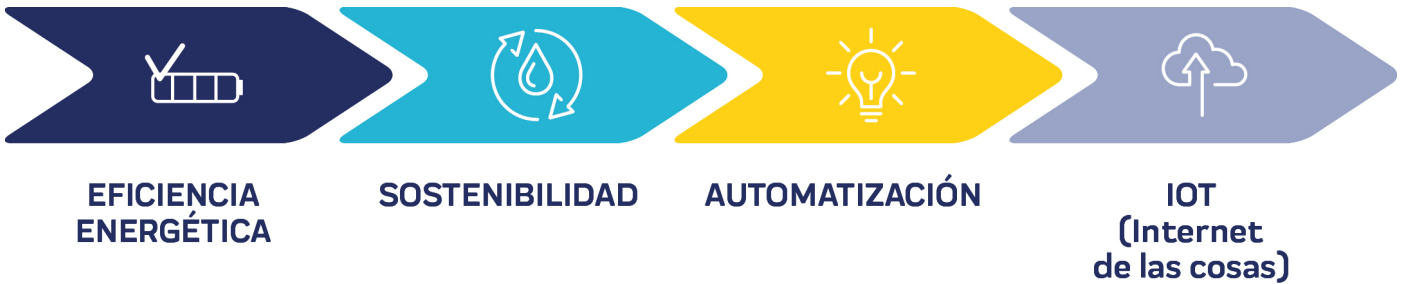 EFICIENCIA
ENERGÉTICA
SOSTENIBILIDAD
AUTOMATIZACIÓN
IOT
(Internet
de las cosas)